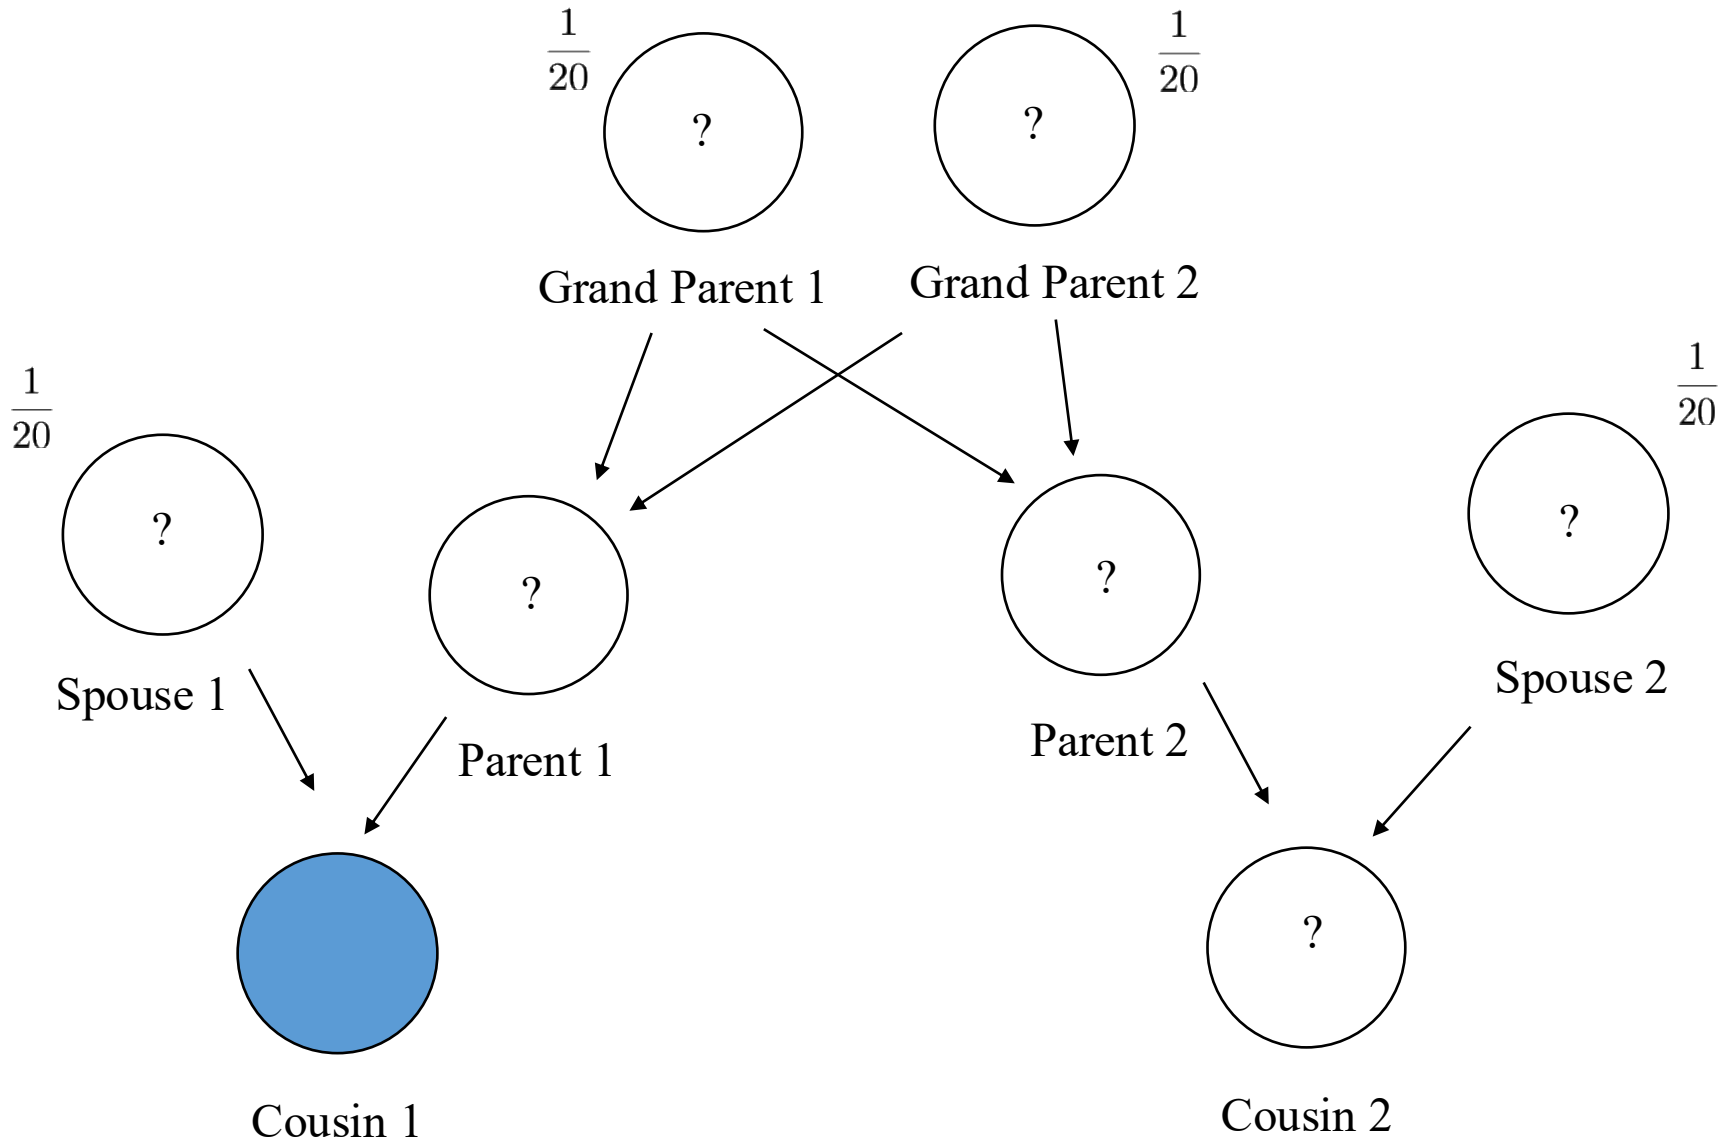 1/20
?
?
1/20
Grand Parent 1
Grand Parent 2
1/20
?
?
?
?
1/20
Spouse 1
Parent 1
Parent 2
Spouse 2
?
Cousin 1
Cousin 2